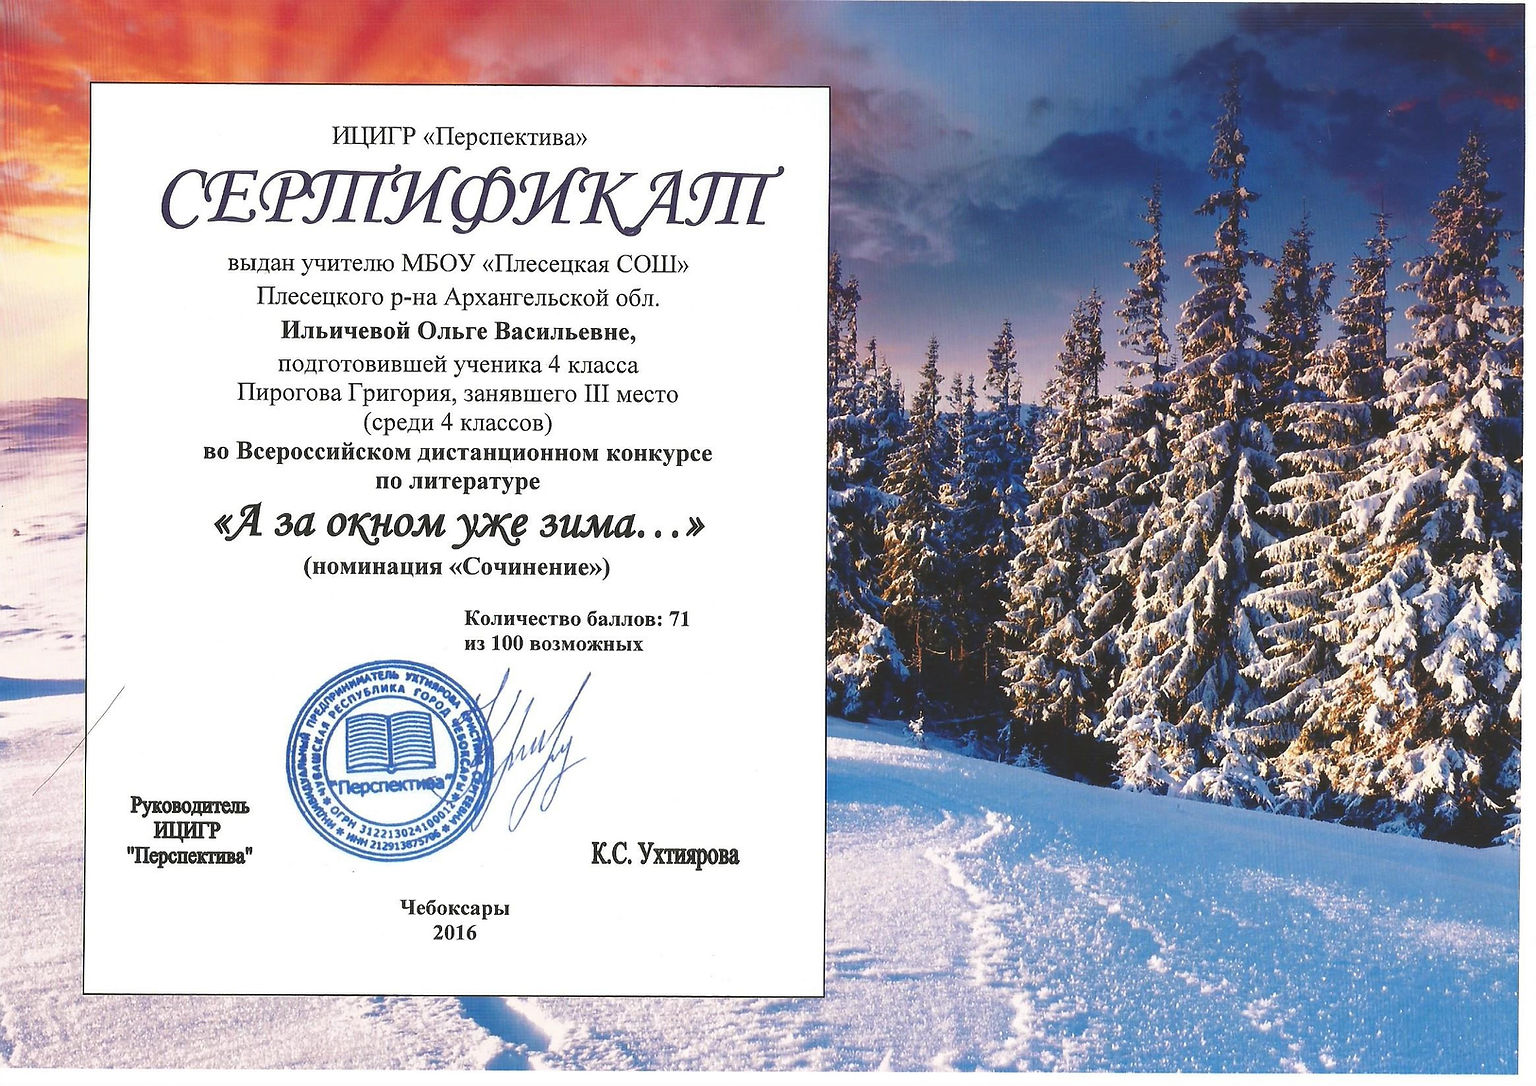 ИЦИГР «Перспектива»
СЕРТИФИКАТ
выдан учителю МБОУ «Плесецкая СОШ»
Плесецкого р-на Архангельской обл.
Ильичевой Ольге Васильевне,
подготовившей ученика 4 класса
Пирогова Григория, занявшего III место
(среди 4 классов)
во Всероссийском дистанционном конкурсе
по литературе
«А за окном уже зима...»
(номинация «Сочинение»)
Количество баллов: 71
из 100 возможных
ИНДИВИДУАЛЬНЫЙ ПРЕДПРИНИМАТЕЛЬ УХТИЯРОВА КРИСТИНА СЕРГЕЕВНА
ЧУВАШСКАЯ РЕСПУБЛИКА ГОРОД ЧЕБОКСАРЫ
"Перспектива"
ОГРН 312213024100012
ИНН
Руководитель
ИЦИГР
"Перспектива"
К.С. Ухтиярова
Чебоксары
2016